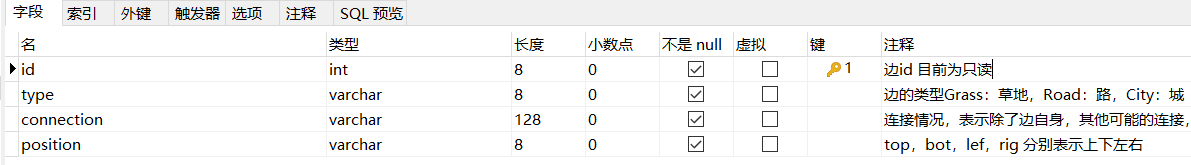 字段 索引 外键 触发器 选项 注释 SQL 预览
名 类型 长度 小数点 不是 null 虚拟 键 注释
id int 8 0 1 边id 目前为只读
type varchar 8 0 边的类型Grass：草地，Road：路，City：城
connection varchar 128 0 连接情况，表示除了边自身，其他可能的连接，
position varchar 8 0 top，bot，lef，rig 分别表示上下左右